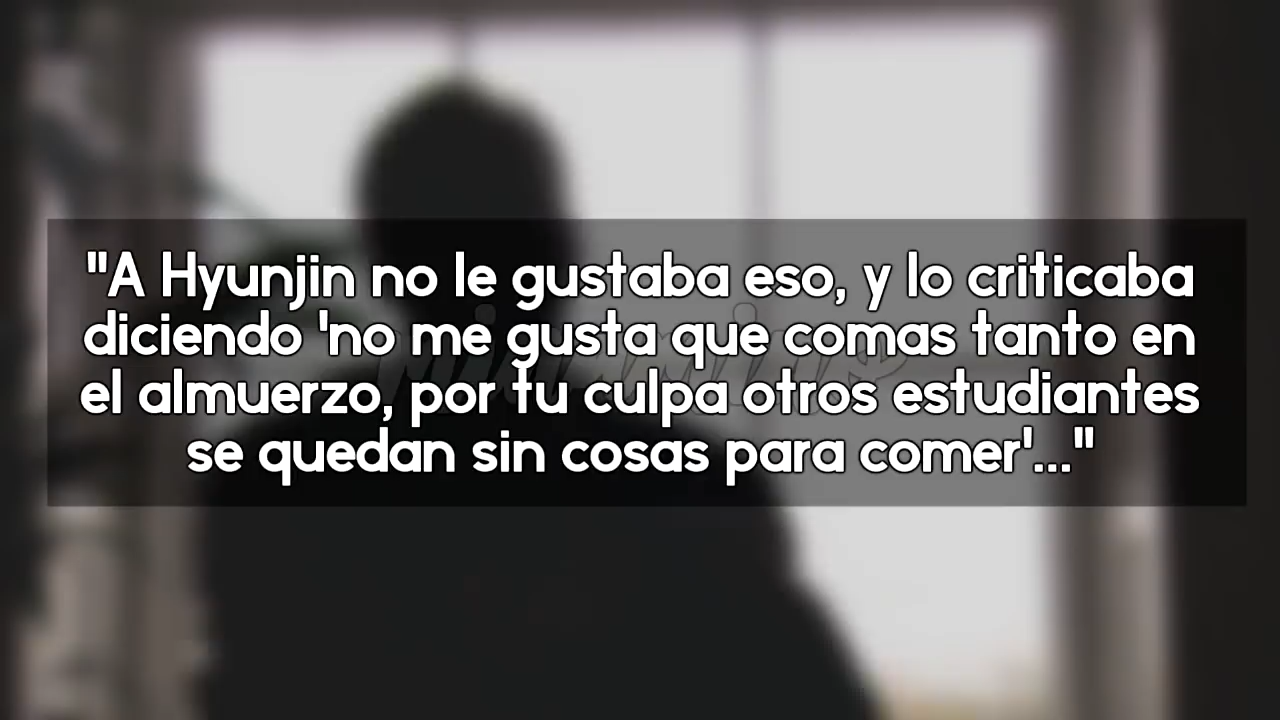 "A Hyunjin no le gustaba eso, y lo criticaba
diciendo 'no me gusta que comas tanto en
el almuerzo, por tu culpa otros estudiantes
se quedan sin cosas para comer'..."